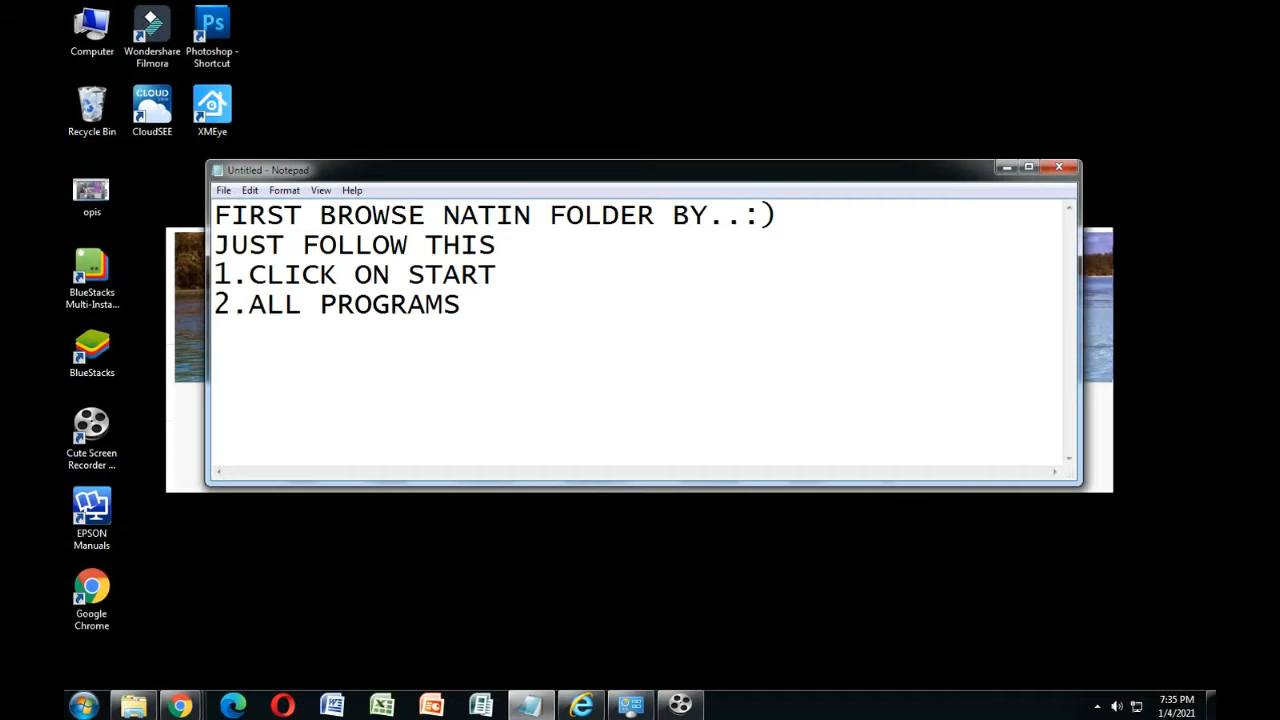 Computer
Wondershare Filmora
Photoshop - Shortcut
Recycle Bin
CLOUD
CloudSEE
XMEye
opis
BlueStacks Multi-Insta...
BlueStacks
Cute Screen Recorder ...
EPSON Manuals
Google Chrome
Untitled - Notepad
File Edit Format View Help
FIRST BROWSE NATIN FOLDER BY..:)
JUST FOLLOW THIS
1.CLICK ON START
2.ALL PROGRAMS
7:35 PM
1/4/2021